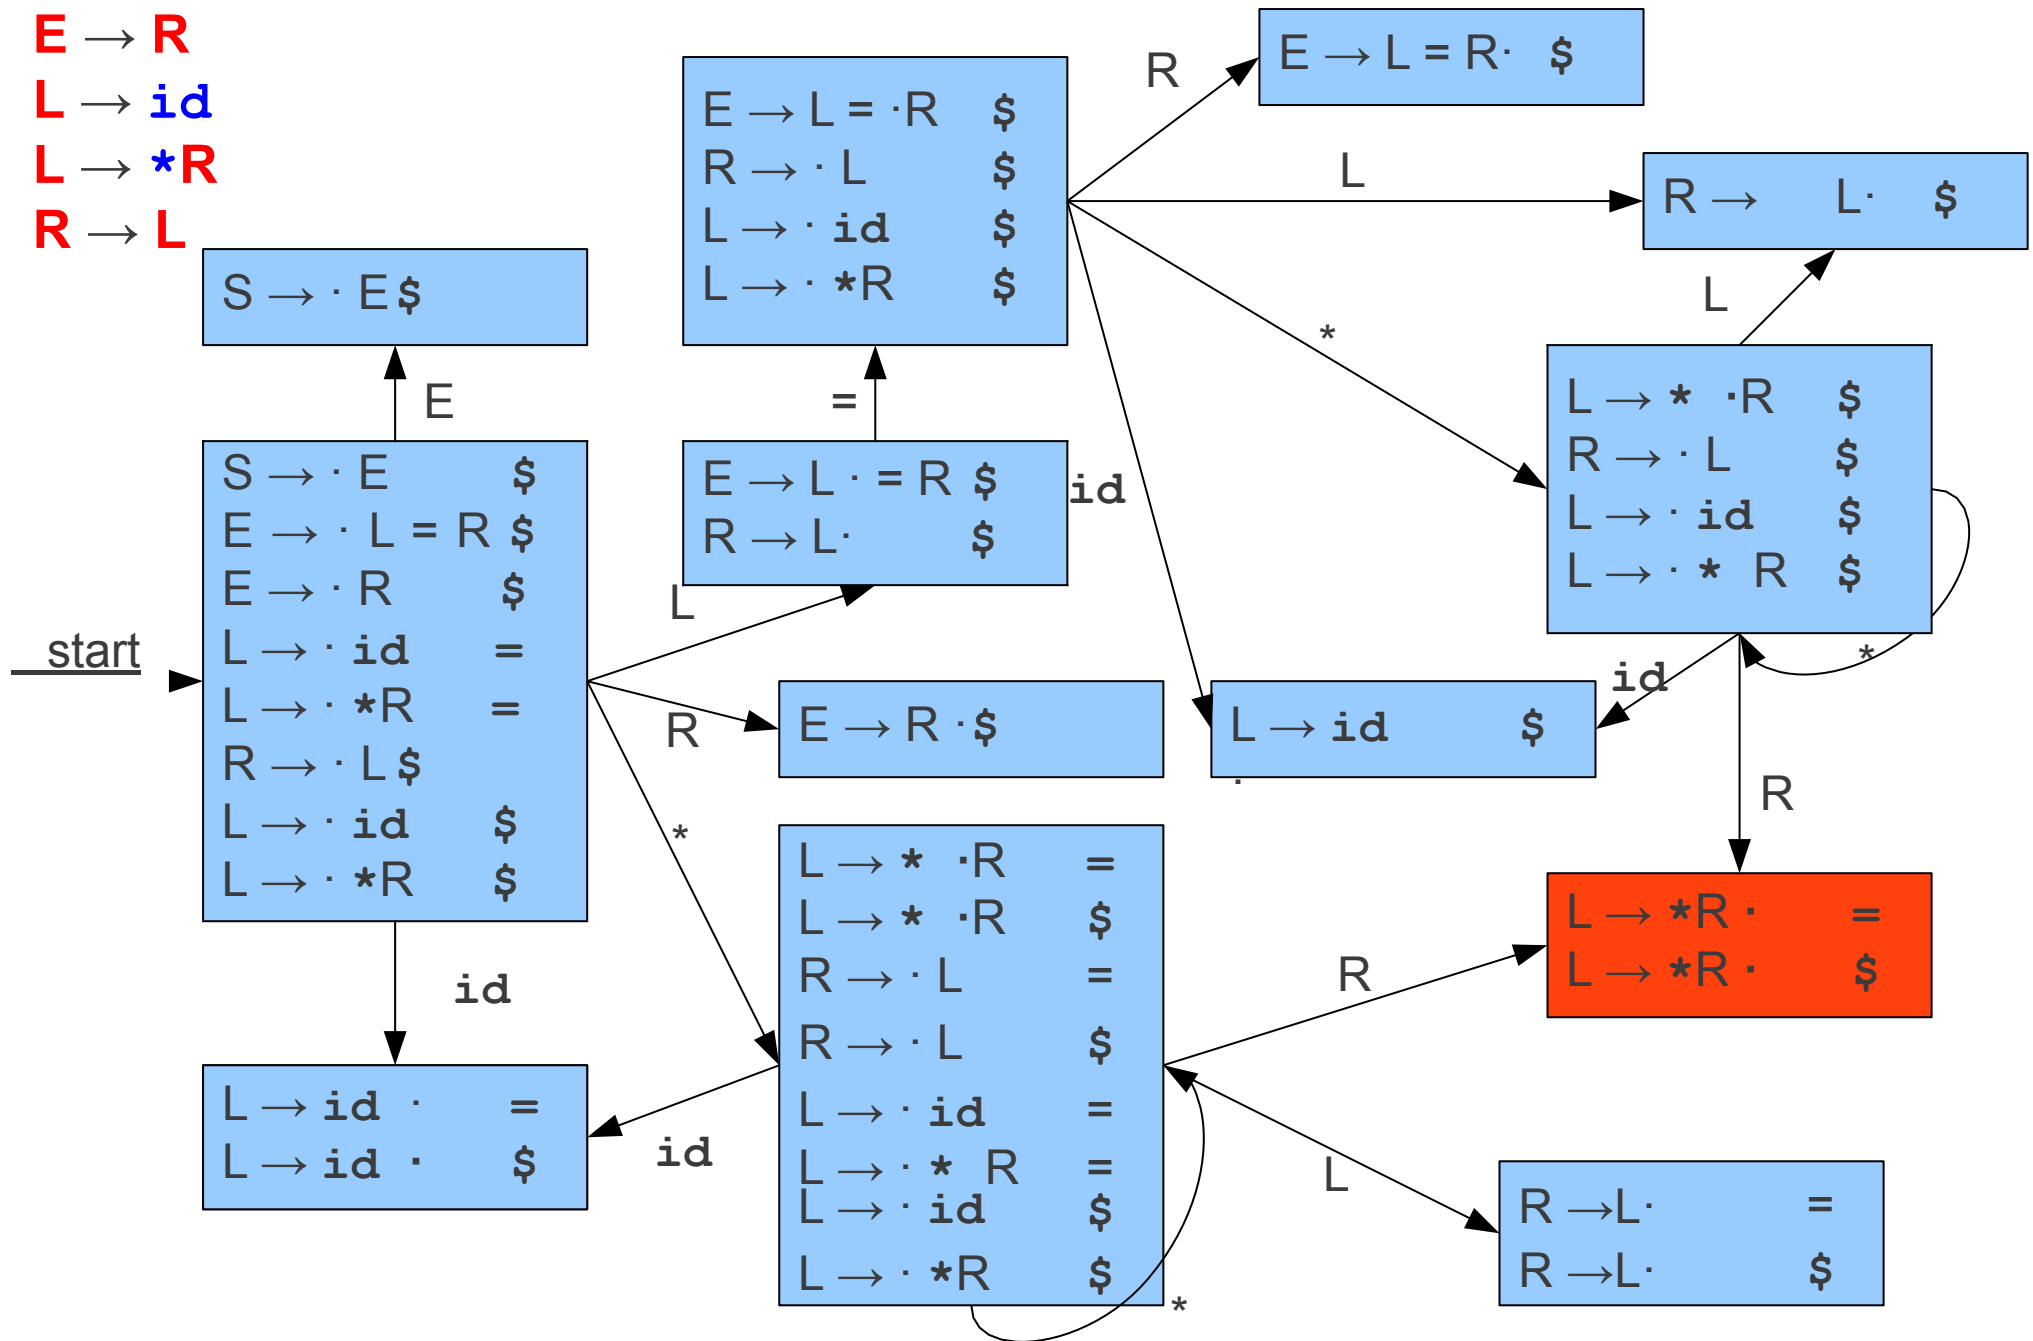 E → R
L → id
L → *R
R → L
S → · E $
E
start
S → · E $
E → · L = R $
E → · R $
L → · id =
L → · *R =
R → · L $
L → · id $
L → · *R $
id
L → id · =
L → id · $
E → L = ·R $
R → · L $
L → · id $
L → · *R $
=
E → L · = R $
R → L· $
L
R
E → R · $
*
id
L → * ·R =
L → * ·R $
R → · L =
R → · L $
L → · id =
L → · * R =
L → · id $
L → · *R $
*
R
E → L = R· $
L
R → L· $
*
id
L
L → * ·R $
R → · L $
L → · id $
L → · * R $
*
id
L → id $
·
R
R
L → *R · =
L → *R · $
L
R →L· =
R →L· $